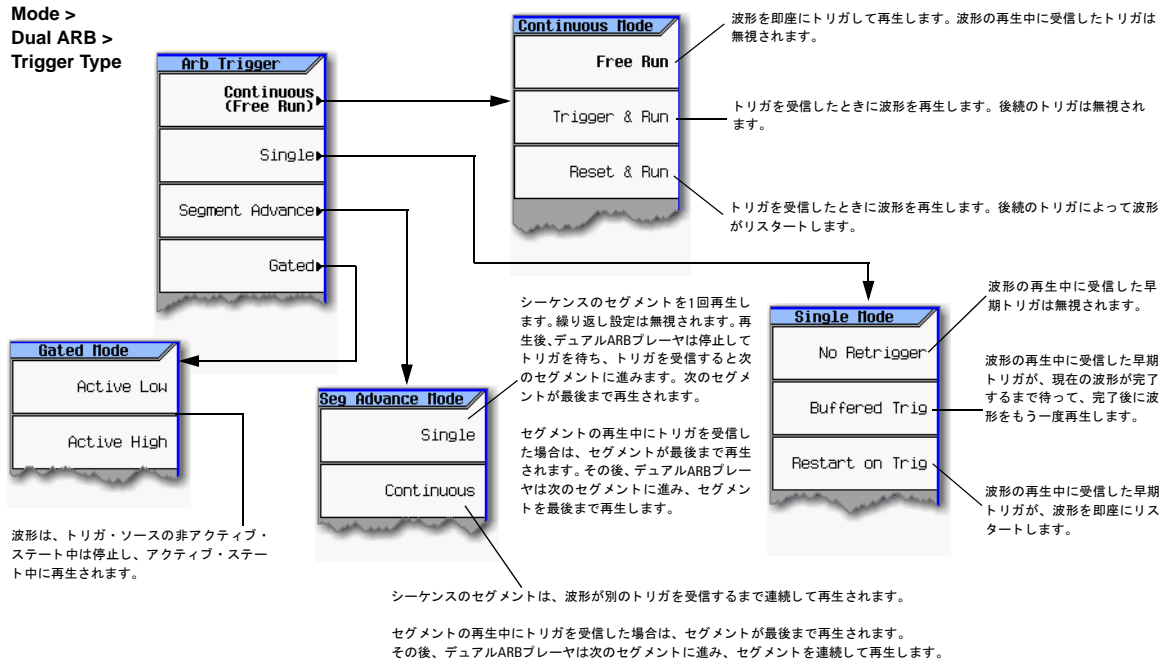 Mode >
Dual ARB >
Trigger Type
Arb Trigger
Continuous
(Free Run)
Single
Segment Advance
Gated
Continuous Mode
Free Run
Trigger & Run
Reset & Run
波形を即座にトリガして再生します。波形の再生中に受信したトリガは
無視されます。
トリガを受信したときに波形を再生します。後続のトリガは無視され
ます。
トリガを受信したときに波形を再生します。後続のトリガによって波形
がリスタートします。
Gated Mode
Active Low
Active High
波形は、トリガ・ソースの非アクティブ・
ステート中は停止し、アクティブ・ステー
ト中に再生されます。
Seg Advance Mode
Single
Continuous
シーケンスのセグメントを1回再生し
ます。繰り返し設定は無視されます。再
生後、デュアルARBプレーヤは停止して
トリガを待ち、トリガを受信すると次
のセグメントに進みます。次のセグメ
ントが最後まで再生されます。
セグメントの再生中にトリガを受信し
た場合は、セグメントが最後まで再生
されます。その後、デュアルARBプレー
ヤは次のセグメントに進み、セグメン
トを最後まで再生します。
Single Mode
No Retrigger
Buffered Trig
Restart on Trig
波形の再生中に受信した早
期トリガは無視されます。
波形の再生中に受信した早期
トリガが、現在の波形が完了
するまで待って、完了後に波
形をもう一度再生します。
波形の再生中に受信した早期
トリガが、波形を即座にリス
タートします。
シーケンスのセグメントは、波形が別のトリガを受信するまで連続して再生されます。
セグメントの再生中にトリガを受信した場合は、セグメントが最後まで再生されます。
その後、デュアルARBプレーヤは次のセグメントに進み、セグメントを連続して再生します。